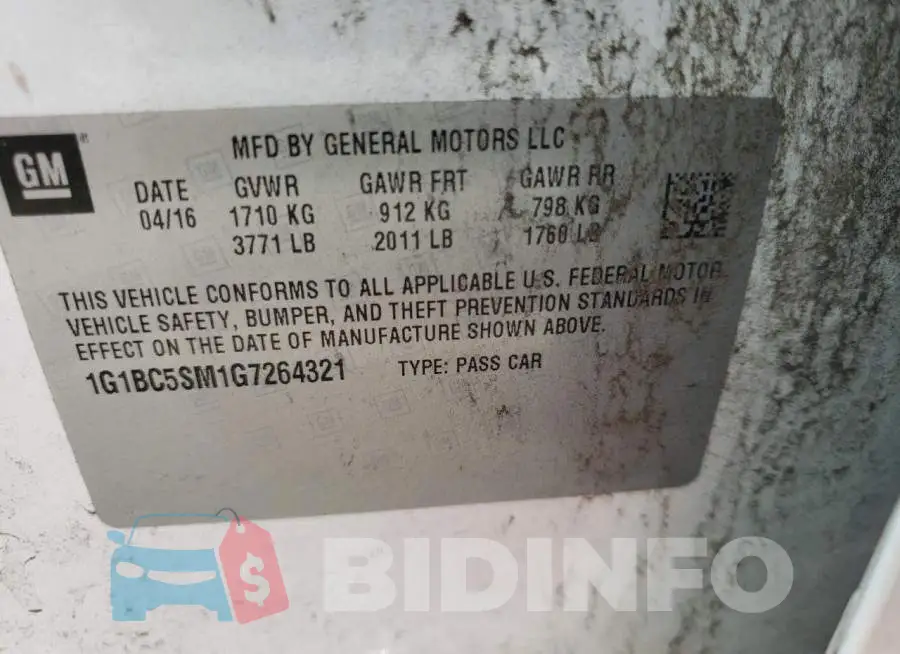 GM
MFD BY GENERAL MOTORS LLC
DATE GVWR GAWR FRT GAWR RR
04/16 1710 KG 912 KG 798 KG
3771 LB 2011 LB 1760 LB
THIS VEHICLE CONFORMS TO ALL APPLICABLE U.S. FEDERAL MOTOR
VEHICLE SAFETY, BUMPER, AND THEFT PREVENTION STANDARDS IN
EFFECT ON THE DATE OF MANUFACTURE SHOWN ABOVE.
1G1BC5SM1G7264321 TYPE: PASS CAR
$ BIDINFO